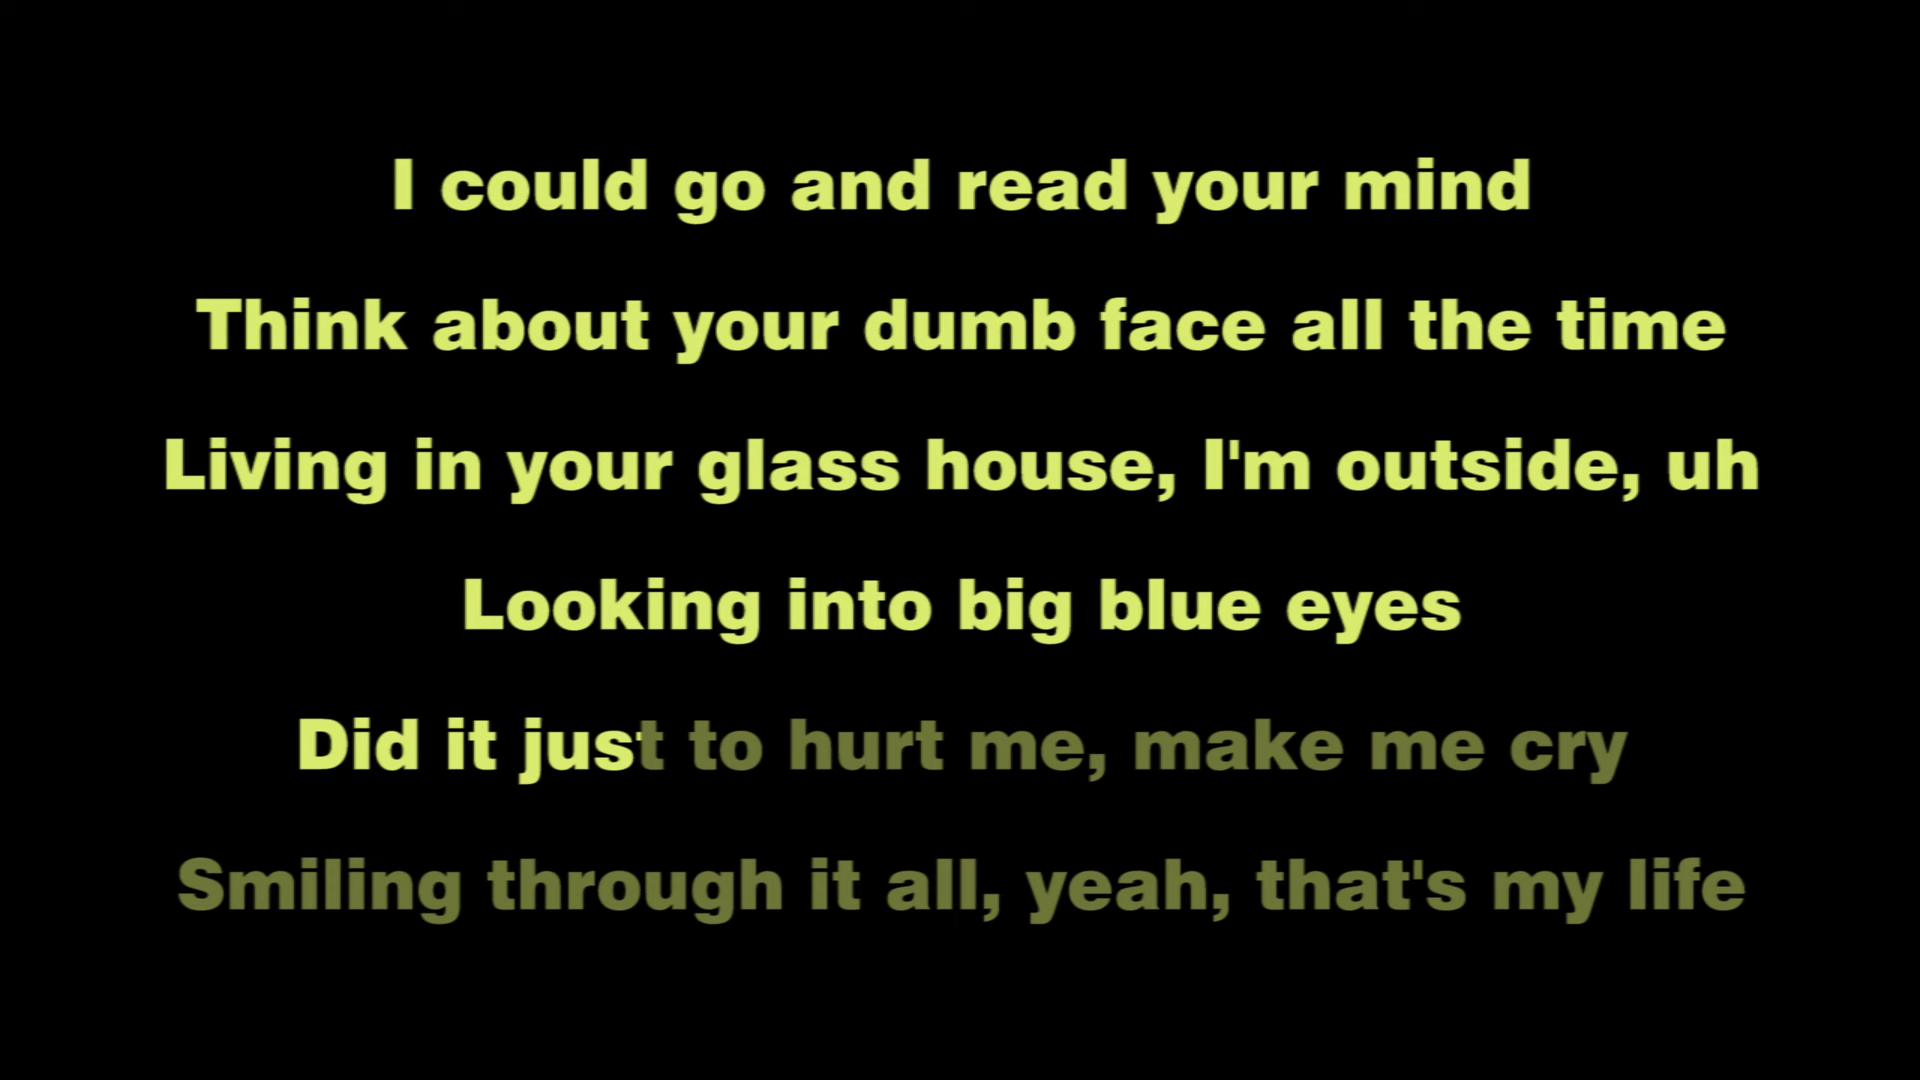 I could go and read your mind
Think about your dumb face all the time
Living in your glass house, I'm outside, uh
Looking into big blue eyes
Did it just to hurt me, make me cry
Smiling through it all, yeah, that's my life